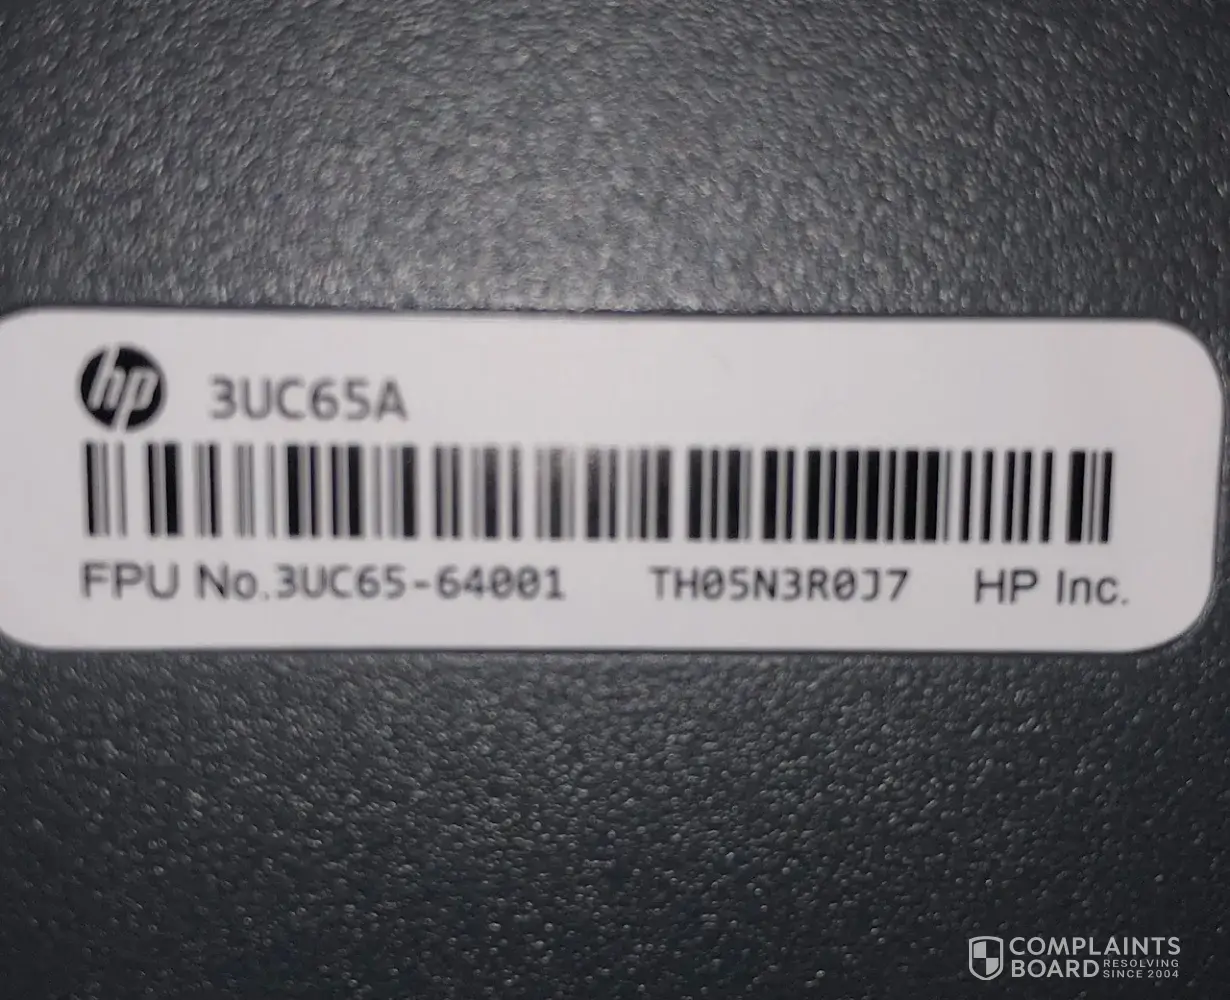 hp 3UC65A
FPU No.3UC65-64001 TH05N3R0J7 HP Inc.
COMPLAINTS
BOARD RESOLVING
SINCE 2004